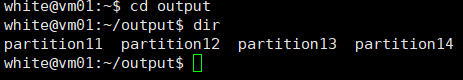 white@vm01:~$ cd output
white@vm01:~/output$ dir
partition11  partition12  partition13  partition14
white@vm01:~/output$